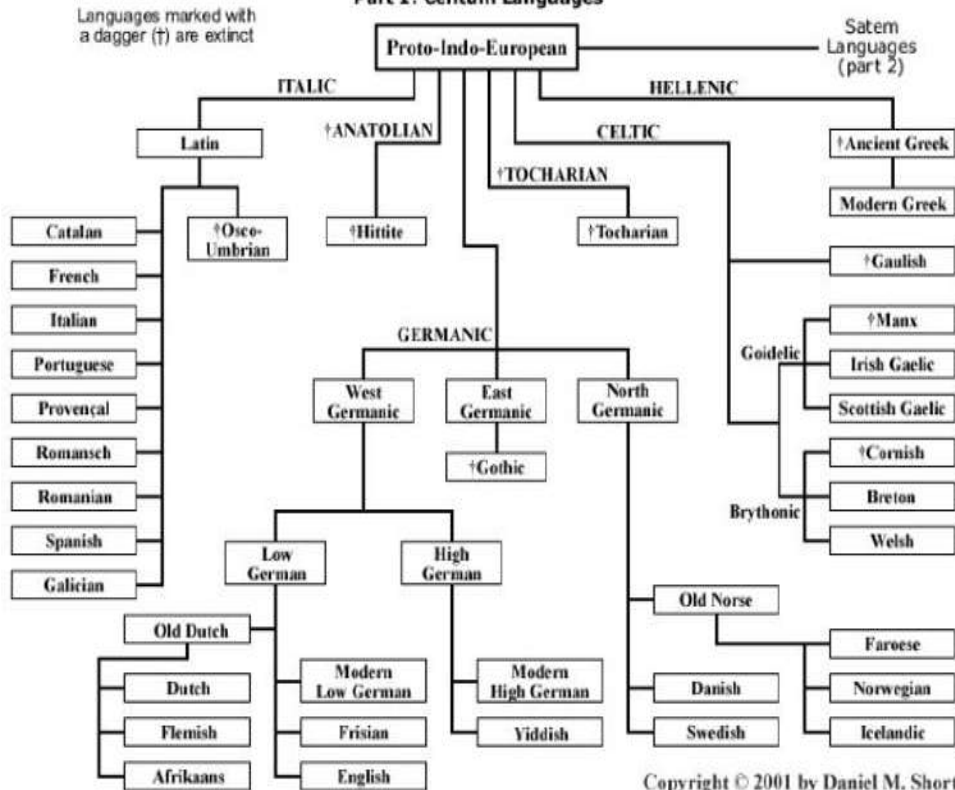 Part 1: Centum Languages
Languages marked with
a dagger (†) are extinct
Proto-Indo-European
Satem
Languages
(part 2)
ITALIC
HELLENIC
†ANATOLIAN
CELTIC
Latin
†Ancient Greek
†TOCHARIAN
Modern Greek
Catalan
†Osco-
Umbrian
†Hittite
†Tocharian
†Gaulish
French
Italian
†Manx
GERMANIC
Goidelic
Portuguese
Irish Gaelic
West
Germanic
East
Germanic
North
Germanic
Provençal
Scottish Gaelic
Romansch
†Gothic
†Cornish
Romanian
Breton
Brythonic
Spanish
Welsh
Low
German
High
German
Galician
Old Norse
Old Dutch
Faroese
Modern
Low German
Modern
High German
Dutch
Danish
Norwegian
Flemish
Frisian
Yiddish
Swedish
Icelandic
Afrikaans
English
Copyright © 2001 by Daniel M. Short